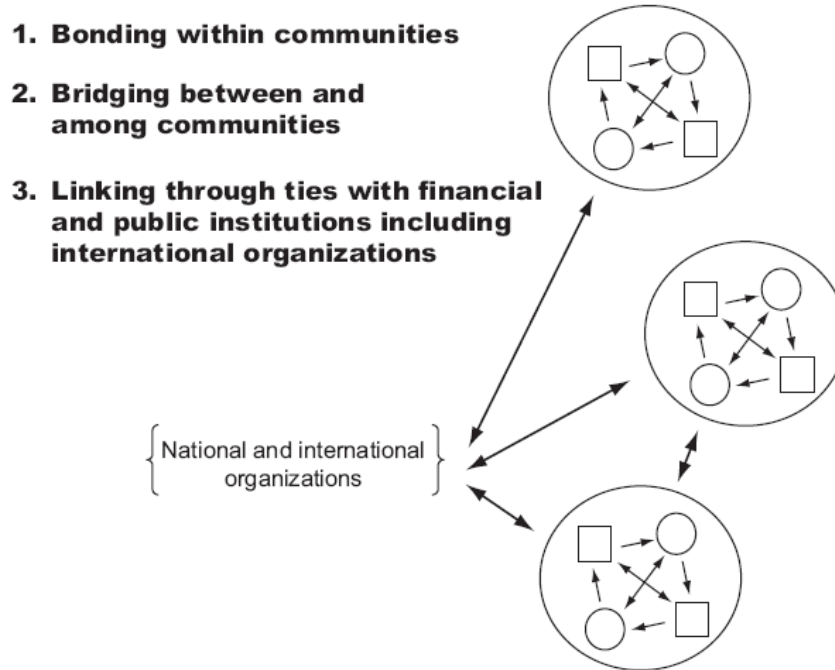 1. Bonding within communities
2. Bridging between and
among communities
3. Linking through ties with financial
and public institutions including
international organizations
National and international
organizations